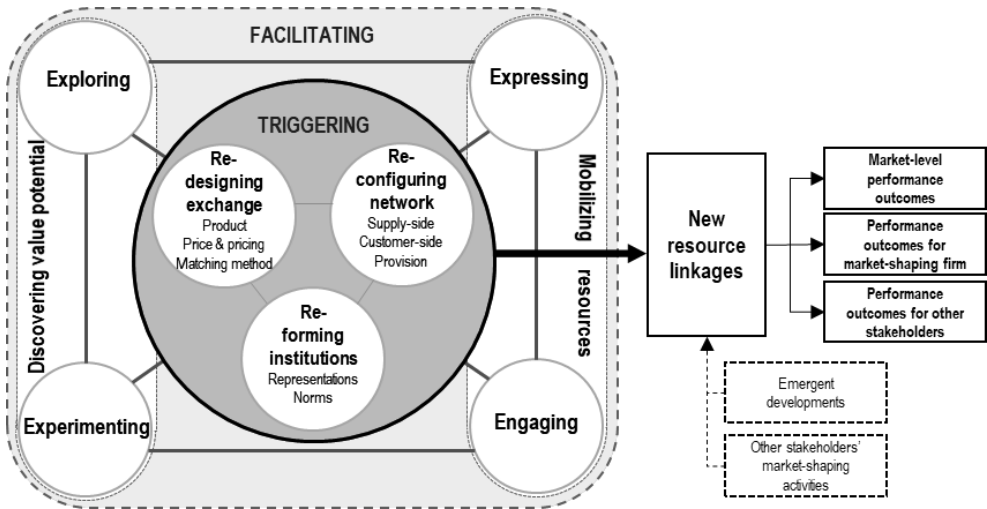 FACILITATING
Exploring
Expressing
TRIGGERING
Re-
designing
exchange
Product
Price & pricing
Matching method
Re-
configuring
network
Supply-side
Customer-side
Provision
Re-
forming
institutions
Representations
Norms
Discovering value potential
Mobilizing resources
Experimenting
Engaging
New
resource
linkages
Market-level
performance
outcomes
Performance
outcomes for
market-shaping firm
Performance
outcomes for other
stakeholders
Emergent
developments
Other stakeholders'
market-shaping
activities